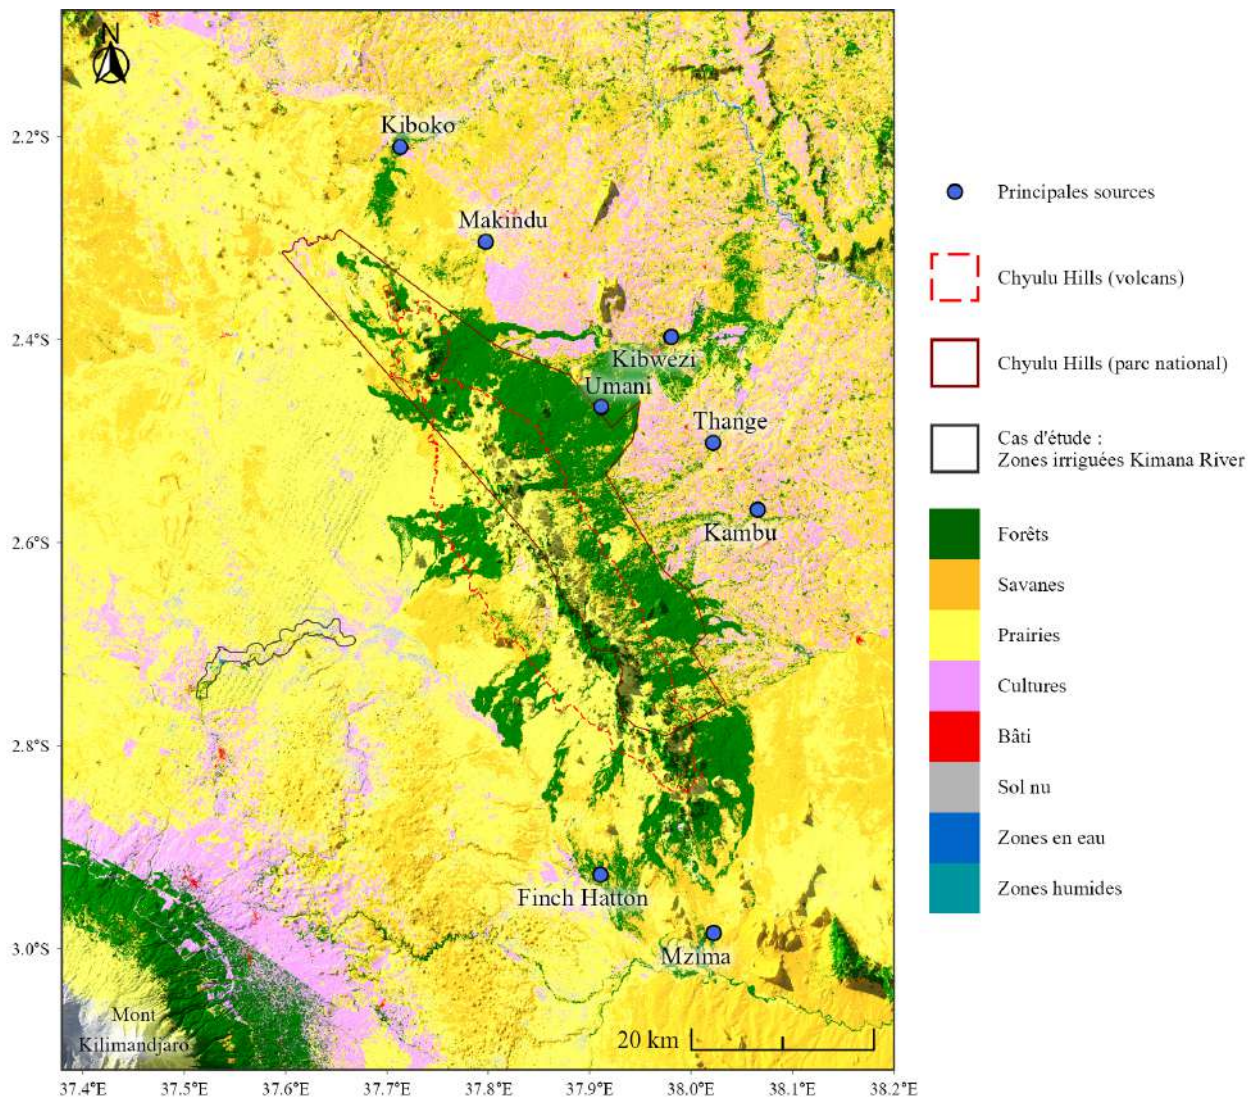 N
Kiboko
Makindu
Kibwezi
Umani
Thange
Kambu
Finch Hatton
Mzima
Mont
Kilimandjaro
20 km
2.2°S
2.4°S
2.6°S
2.8°S
3.0°S
37.4°E
37.5°E
37.6°E
37.7°E
37.8°E
37.9°E
38.0°E
38.1°E
38.2°E
Principales sources
Chyulu Hills (volcans)
Chyulu Hills (parc national)
Cas d'étude :
Zones irriguées Kimana River
Forêts
Savanes
Prairies
Cultures
Bâti
Sol nu
Zones en eau
Zones humides